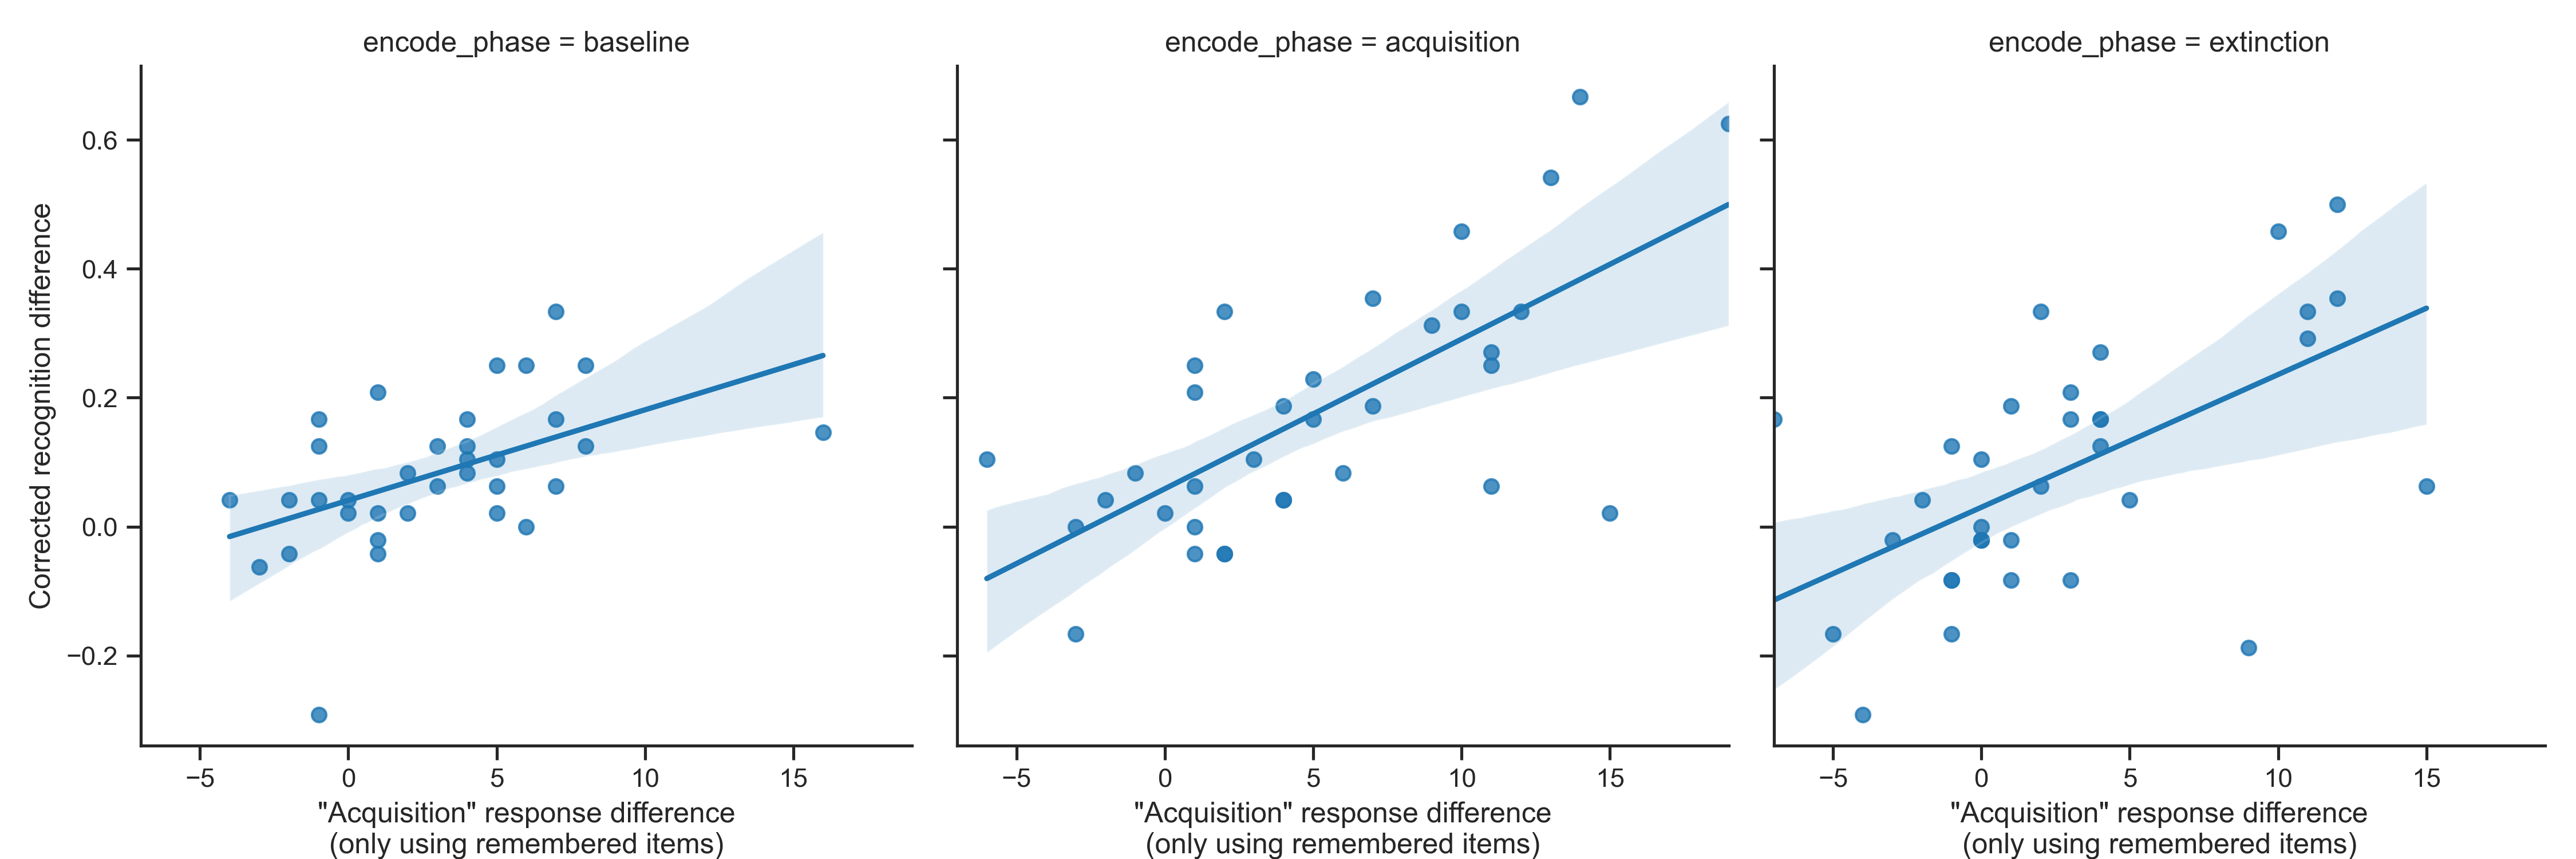 encode_phase = baseline
encode_phase = acquisition
encode_phase = extinction
Corrected recognition difference
0.6
0.4
0.2
0.0
−0.2
−5 0 5 10 15
−5 0 5 10 15
−5 0 5 10 15
"Acquisition" response difference
(only using remembered items)
"Acquisition" response difference
(only using remembered items)
"Acquisition" response difference
(only using remembered items)